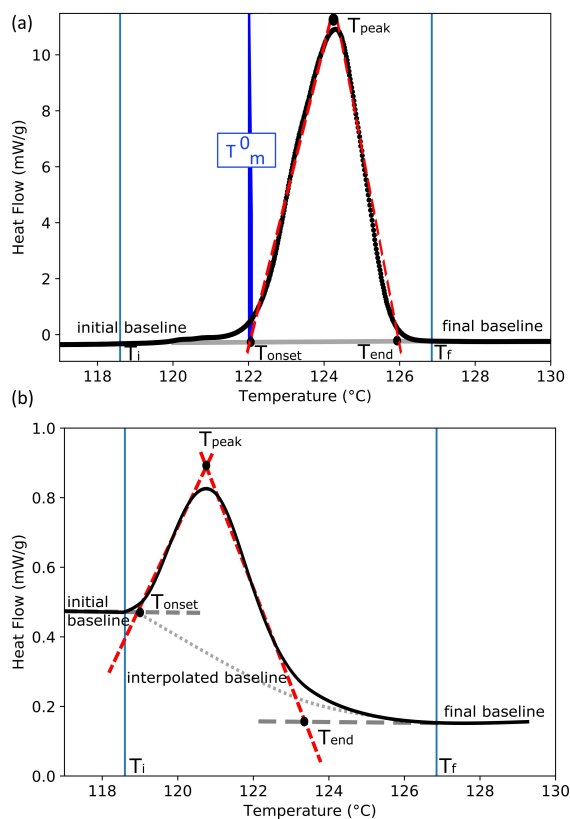 (a)
Tpeak
10
8
6
4
2
0
Heat Flow (mW/g)
T0m
initial baseline
final baseline
Ti
Tonset
Tend
Tf
118
120
122
124
126
128
130
Temperature (°C)
(b)
1.0
0.8
0.6
0.4
0.2
0.0
Heat Flow (mW/g)
Tpeak
initial
baseline
Tonset
interpolated baseline
final baseline
Tend
Ti
Tf
118
120
122
124
126
128
130
Temperature (°C)